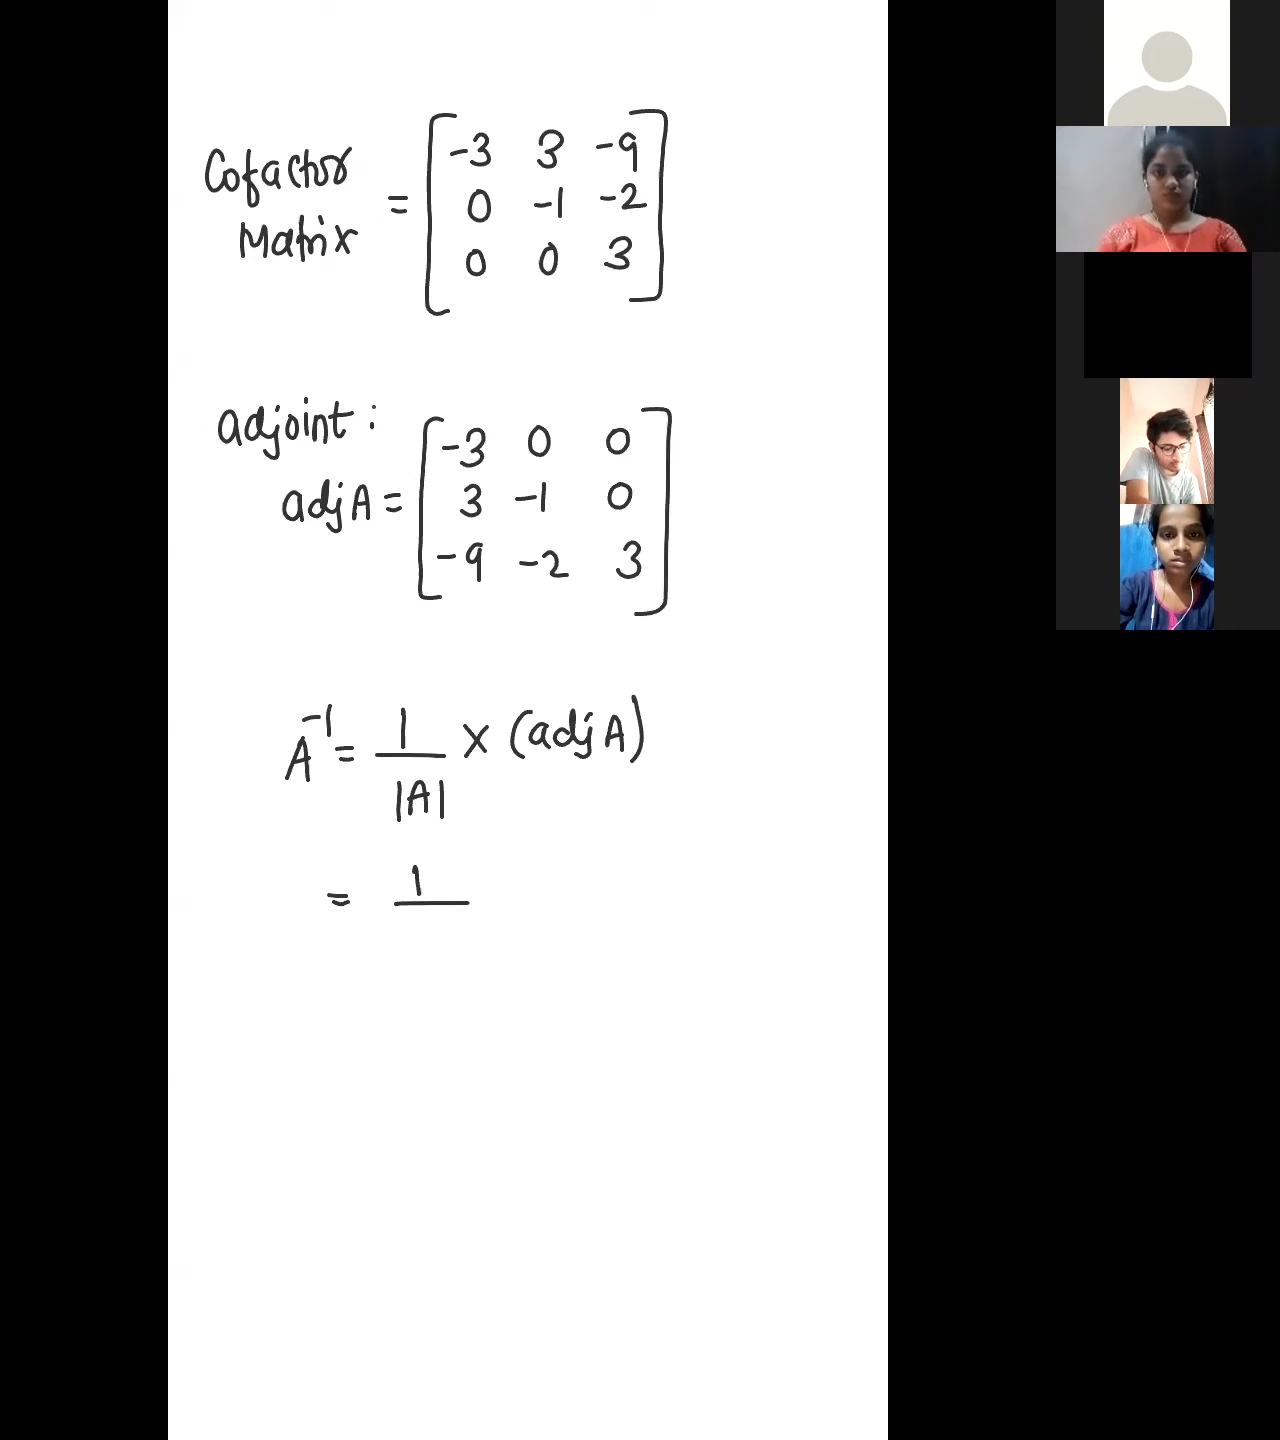 Cofactor
Matrix
=
-3 3 -9
0 -1 -2
0 0 3
adjoint:
adj A =
-3 0 0
3 -1 0
-9 -2 3
A⁻¹ = 1/|A| × (adj A)
= 1